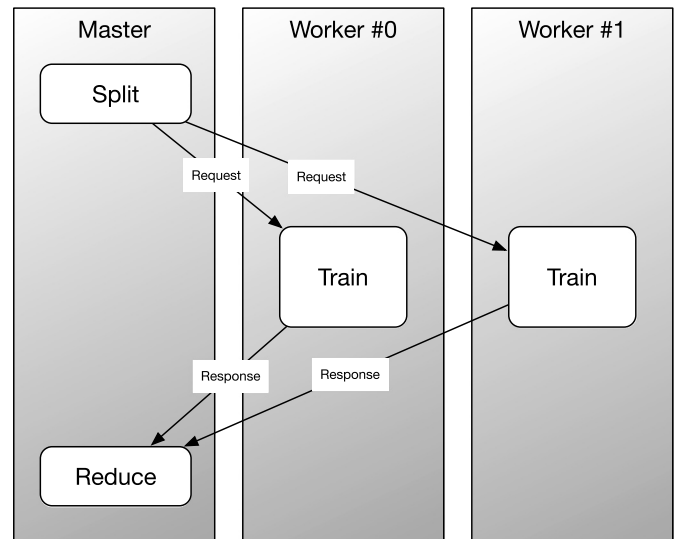 Master
Worker #0
Worker #1
Split
Request
Request
Train
Train
Response
Response
Reduce